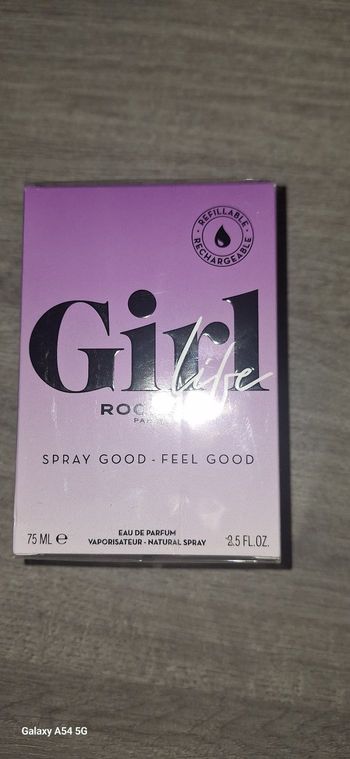 REFILLABLE
RECHARGEABLE
Girl
life
SPRAY GOOD - FEEL GOOD
EAU DE PARFUM
75 ML ℮ VAPORISATEUR - NATURAL SPRAY 2.5 FL.OZ.
Galaxy A54 5G